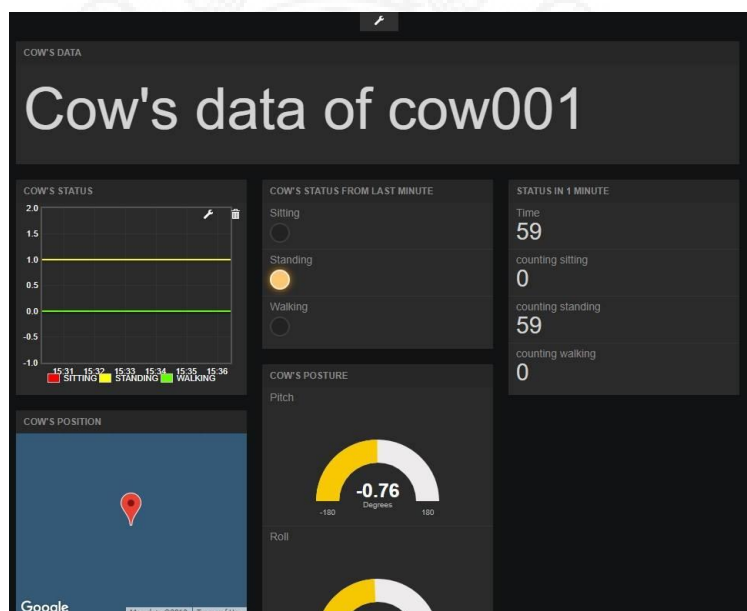 COW'S DATA
Cow's data of cow001
COW'S STATUS
2.0
1.5
1.0
0.5
0.0
-0.5
-1.0
15:31 15:32 15:33 15:34 15:35 15:36
SITTING STANDING WALKING
COW'S POSITION
Google
COW'S STATUS FROM LAST MINUTE
Sitting
Standing
Walking
COW'S POSTURE
Pitch
-0.76
Degrees
-180 180
Roll
STATUS IN 1 MINUTE
Time
59
counting sitting
0
counting standing
59
counting walking
0